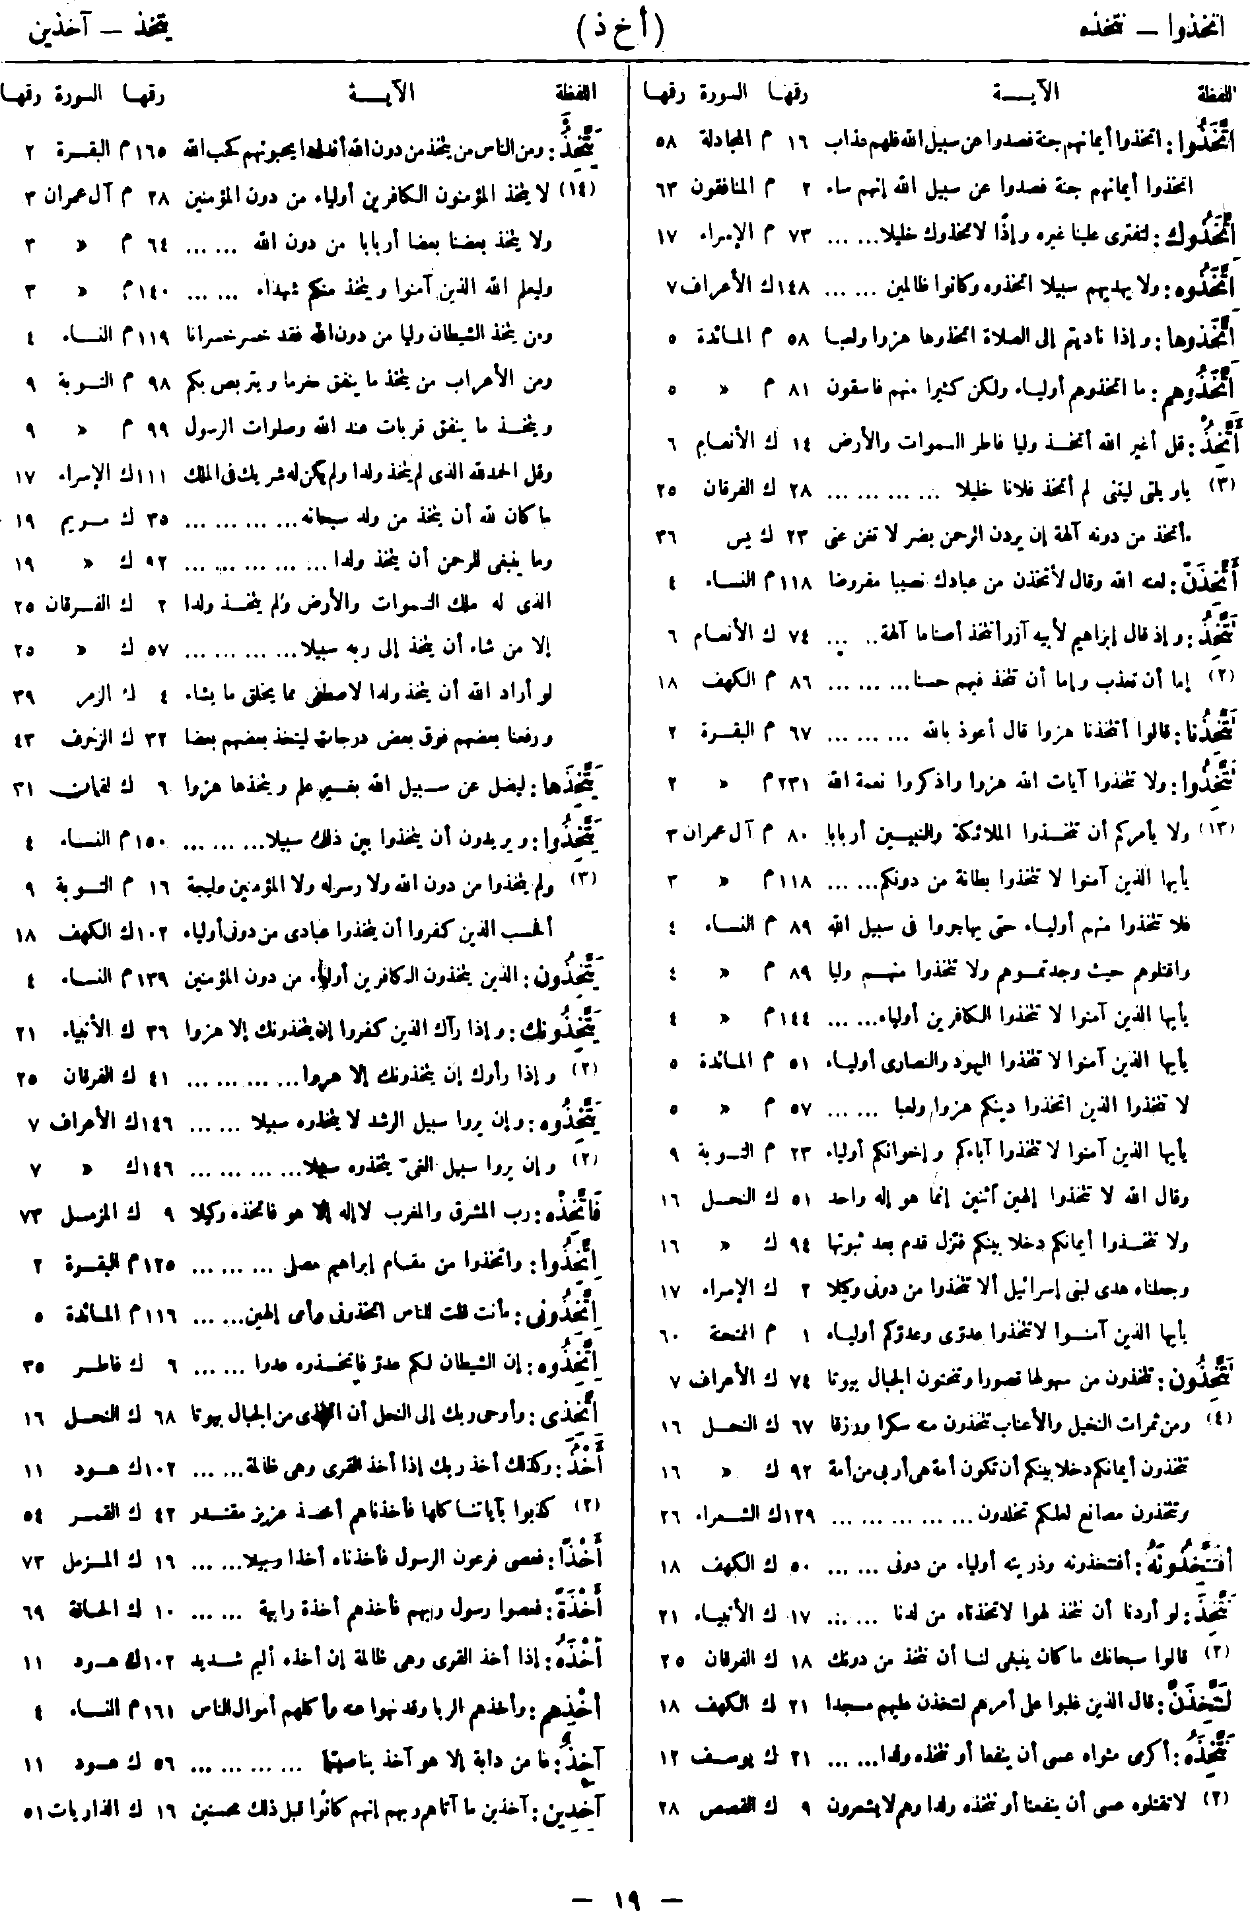 اتخذوا — نتخذه
(أخذ)
يتخذ — آخذين
اللفظة الآيـــة رقمها السورة رقمها
اتَّخَذُوا : اتخذوا أيمانهم جنة فصدوا عن سبيل الله فلهم عذاب ١٦ م المجادلة ٥٨
اتخذوا أيمانهم جنة فصدوا عن سبيل الله إنهم ساء ٢ م المنافقون ٦٣
اتَّخَذُوك : لتفترى علينا غيره وإذًا لاتخذوك خليلا... ... ٧٣ م الإسراء ١٧
اتَّخَذُوه : ولا يهديهم سبيلا اتخذوه وكانوا ظالمين ... ... ١٤٨ ك الأعراف ٧
اتَّخَذُوها : وإذا ناديتم إلى الصلاة اتخذوها هزوا ولعبا ٥٨ م المائدة ٥
اتَّخَذُوهم : ما اتخذوهم أولياء ولكن كثيرا منهم فاسقون ٨١ م « ٥
أَتَّخِذُ : قل أغير الله أتخذ وليا فاطر السموات والأرض ١٤ ك الأنعام ٦
(٣) ياويلتى ليتنى لم أتخذ فلانا خليلا ... ... ... ... ٢٨ ك الفرقان ٢٥
ءأتخذ من دونه آلهة إن يردن الرحمن بضر لا تغن عنى ٢٣ ك يس ٣٦
أَتَّخِذَنَّ : لعنه الله وقال لأتخذن من عبادك نصيبا مفروضا ١١٨ م النساء ٤
تَتَّخِذُ : وإذ قال إبراهيم لأبيه آزر أتتخذ أصناما آلهة.. ... ٧٤ ك الأنعام ٦
(٢) إما أن تعذب وإما أن تتخذ فيهم حسنا... ... ... ٨٦ م الكهف ١٨
تَتَّخِذُنا : قالوا أتتخذنا هزوا قال أعوذ بالله ... ... ... ٦٧ م البقرة ٢
تَتَّخِذُوا : ولا تتخذوا آيات الله هزوا واذكروا نعمة الله ٢٣١ م « ٢
(١٣) ولا يأمركم أن تتخذوا الملائكة والنبيين أربابا ٨٠ م آل عمران ٣
يأيها الذين آمنوا لا تتخذوا بطانة من دونكم... ... ١١٨ م « ٣
فلا تتخذوا منهم أولياء حتى يهاجروا فى سبيل الله ٨٩ م النساء ٤
واقتلوهم حيث وجدتموهم ولا تتخذوا منهم وليا ٨٩ م « ٤
يأيها الذين آمنوا لا تتخذوا الكافرين أولياء... ... ١٤٤ م « ٤
يأيها الذين آمنوا لا تتخذوا اليهود والنصارى أولياء ٥١ م المائدة ٥
لا تتخذوا الذين اتخذوا دينكم هزوا ولعبا ... ... ٥٧ م « ٥
يأيها الذين آمنوا لا تتخذوا آباءكم وإخوانكم أولياء ٢٣ م التوبة ٩
وقال الله لا تتخذوا إلهين آثنين إنما هو إله واحد ٥١ ك النحل ١٦
ولا تتخذوا أيمانكم دخلا بينكم فتزل قدم بعد ثبوتها ٩٤ ك « ١٦
وجعلناه هدى لبنى إسرائيل ألا تتخذوا من دونى وكيلا ٢ ك الإسراء ١٧
يأيها الذين آمنوا لا تتخذوا عدوّى وعدوّكم أولياء ١ م الممتحنة ٦٠
تَتَّخِذُون : تتخذون من سهولها قصورا وتنحتون الجبال بيوتا ٧٤ ك الأعراف ٧
(٤) ومن ثمرات النخيل والأعناب تتخذون منه سكرا ورزقا ٦٧ ك النحل ١٦
تتخذون أيمانكم دخلا بينكم أن تكون أمة هى أربى من أمة ٩٢ ك « ١٦
وتتخذون مصانع لعلكم تخلدون ... ... ... ... ... ١٢٩ ك الشعراء ٢٦
أفَتَتَّخِذُونَهُ : أفتتخذونه وذريته أولياء من دونى ... ... ٥٠ ك الكهف ١٨
نَتَّخِذَ : لو أردنا أن نتخذ لهوا لاتخذناه من لدنا ... ... ١٧ ك الأنبياء ٢١
(٢) قالوا سبحانك ما كان ينبغى لنا أن نتخذ من دونك ١٨ ك الفرقان ٢٥
لَنَتَّخِذَنَّ : قال الذين غلبوا على أمرهم لنتخذن عليهم مسجدا ٢١ ك الكهف ١٨
نَتَّخِذَهُ : أكرمى مثواه عسى أن ينفعنا أو نتخذه ولدا... ... ٢١ ك يوسف ١٢
(٢) لا تقتلوه عسى أن ينفعنا أو نتخذه ولدا وهم لا يشعرون ٩ ك القصص ٢٨
اللفظة الآيـــة رقمها السورة رقمها
يَتَّخِذُ : ومن الناس من يتخذ من دون الله أندادا يحبونهم كحب الله ١٦٥ م البقرة ٢
(١٤) لا يتخذ المؤمنون الكافرين أولياء من دون المؤمنين ٢٨ م آل عمران ٣
ولا يتخذ بعضنا بعضا أربابا من دون الله ... ... ٦٤ م « ٣
وليعلم الله الذين آمنوا ويتخذ منكم شهداء ... ... ١٤٠ م « ٣
ومن يتخذ الشيطان وليا من دون الله فقد خسر خسرانا ١١٩ م النساء ٤
ومن الأعراب من يتخذ ما ينفق مغرما ويتربص بكم ٩٨ م التوبة ٩
ويتخذ ما ينفق قربات عند الله وصلوات الرسول ٩٩ م « ٩
وقل الحمد لله الذى لم يتخذ ولدا ولم يكن له شريك فى الملك ١١١ ك الإسراء ١٧
ما كان لله أن يتخذ من ولد سبحانه... ... ... ... ٣٥ ك مريم ١٩
وما ينبغى للرحمن أن يتخذ ولدا ... ... ... ... ... ٩٢ ك « ١٩
الذى له ملك السموات والأرض ولم يتخذ ولدا ٢ ك الفرقان ٢٥
إلا من شاء أن يتخذ إلى ربه سبيلا... ... ... ... ٥٧ ك « ٢٥
لو أراد الله أن يتخذ ولدا لاصطفى مما يخلق ما يشاء ٤ ك الزمر ٣٩
ورفعنا بعضهم فوق بعض درجات ليتخذ بعضهم بعضا ٣٢ ك الزخرف ٤٣
يَتَّخِذَها : ليضل عن سبيل الله بغير علم ويتخذها هزوا ٦ ك لقمان ٣١
يَتَّخِذُوا : ويريدون أن يتخذوا بين ذلك سبيلا... ... ... ١٥٠ م النساء ٤
(٣) ولم يتخذوا من دون الله ولا رسوله ولا المؤمنين وليجة ١٦ م التوبة ٩
أفحسب الذين كفروا أن يتخذوا عبادى من دونى أولياء ١٠٢ ك الكهف ١٨
يَتَّخِذُون : الذين يتخذون الكافرين أولياء من دون المؤمنين ١٣٩ م النساء ٤
يَتَّخِذُونك : وإذا رآك الذين كفروا إن يتخذونك إلا هزوا ٣٦ ك الأنبياء ٢١
(٢) وإذا رأوك إن يتخذونك إلا هزوا... ... ... ... ٤١ ك الفرقان ٢٥
يَتَّخِذُوه : وإن يروا سبيل الرشد لا يتخذوه سبيلا ... ... ١٤٦ ك الأعراف ٧
(٢) وإن يروا سبيل الغىّ يتخذوه سبيلا... ... ... ... ١٤٦ ك « ٧
فَاتَّخِذْه : رب المشرق والمغرب لا إله إلا هو فاتخذه وكيلا ٩ ك المزمل ٧٣
اتَّخِذُوا : واتخذوا من مقام إبراهيم مصلى ... ... ... ١٢٥ م البقرة ٢
اتَّخِذُونى : ءأنت قلت للناس اتخذونى وأمى إلهين... ... ١١٦ م المائدة ٥
اتَّخِذُوه : إن الشيطان لكم عدوّ فاتخذوه عدوا ... ... ٦ ك فاطر ٣٥
اتَّخِذى : وأوحى ربك إلى النحل أن اتخذى من الجبال بيوتا ٦٨ ك النحل ١٦
أَخْذُ : وكذلك أخذ ربك إذا أخذ القرى وهى ظالمة... ... ١٠٢ ك هود ١١
(٢) كذبوا بآياتنا كلها فأخذناهم أخذ عزيز مقتدر ٤٢ ك القمر ٥٤
أَخْذًا : فعصى فرعون الرسول فأخذناه أخذا وبيلا... ... ١٦ ك المزمل ٧٣
أَخْذَةً : فعصوا رسول ربهم فأخذهم أخذة رابية ... ... ١٠ ك الحاقة ٦٩
أَخْذَهُ : إذا أخذ القرى وهى ظالمة إن أخذه أليم شديد ١٠٢ ك هود ١١
أَخْذِهِم : وأخذهم الربا وقد نهوا عنه وأكلهم أموال الناس ١٦١ م النساء ٤
آخِذٌ : ما من دابة إلا هو آخذ بناصيتها ... ... ... ... ٥٦ ك هود ١١
آخِذِين : آخذين ما آتاهم ربهم إنهم كانوا قبل ذلك محسنين ١٦ ك الذاريات ٥١
— ١٩ —